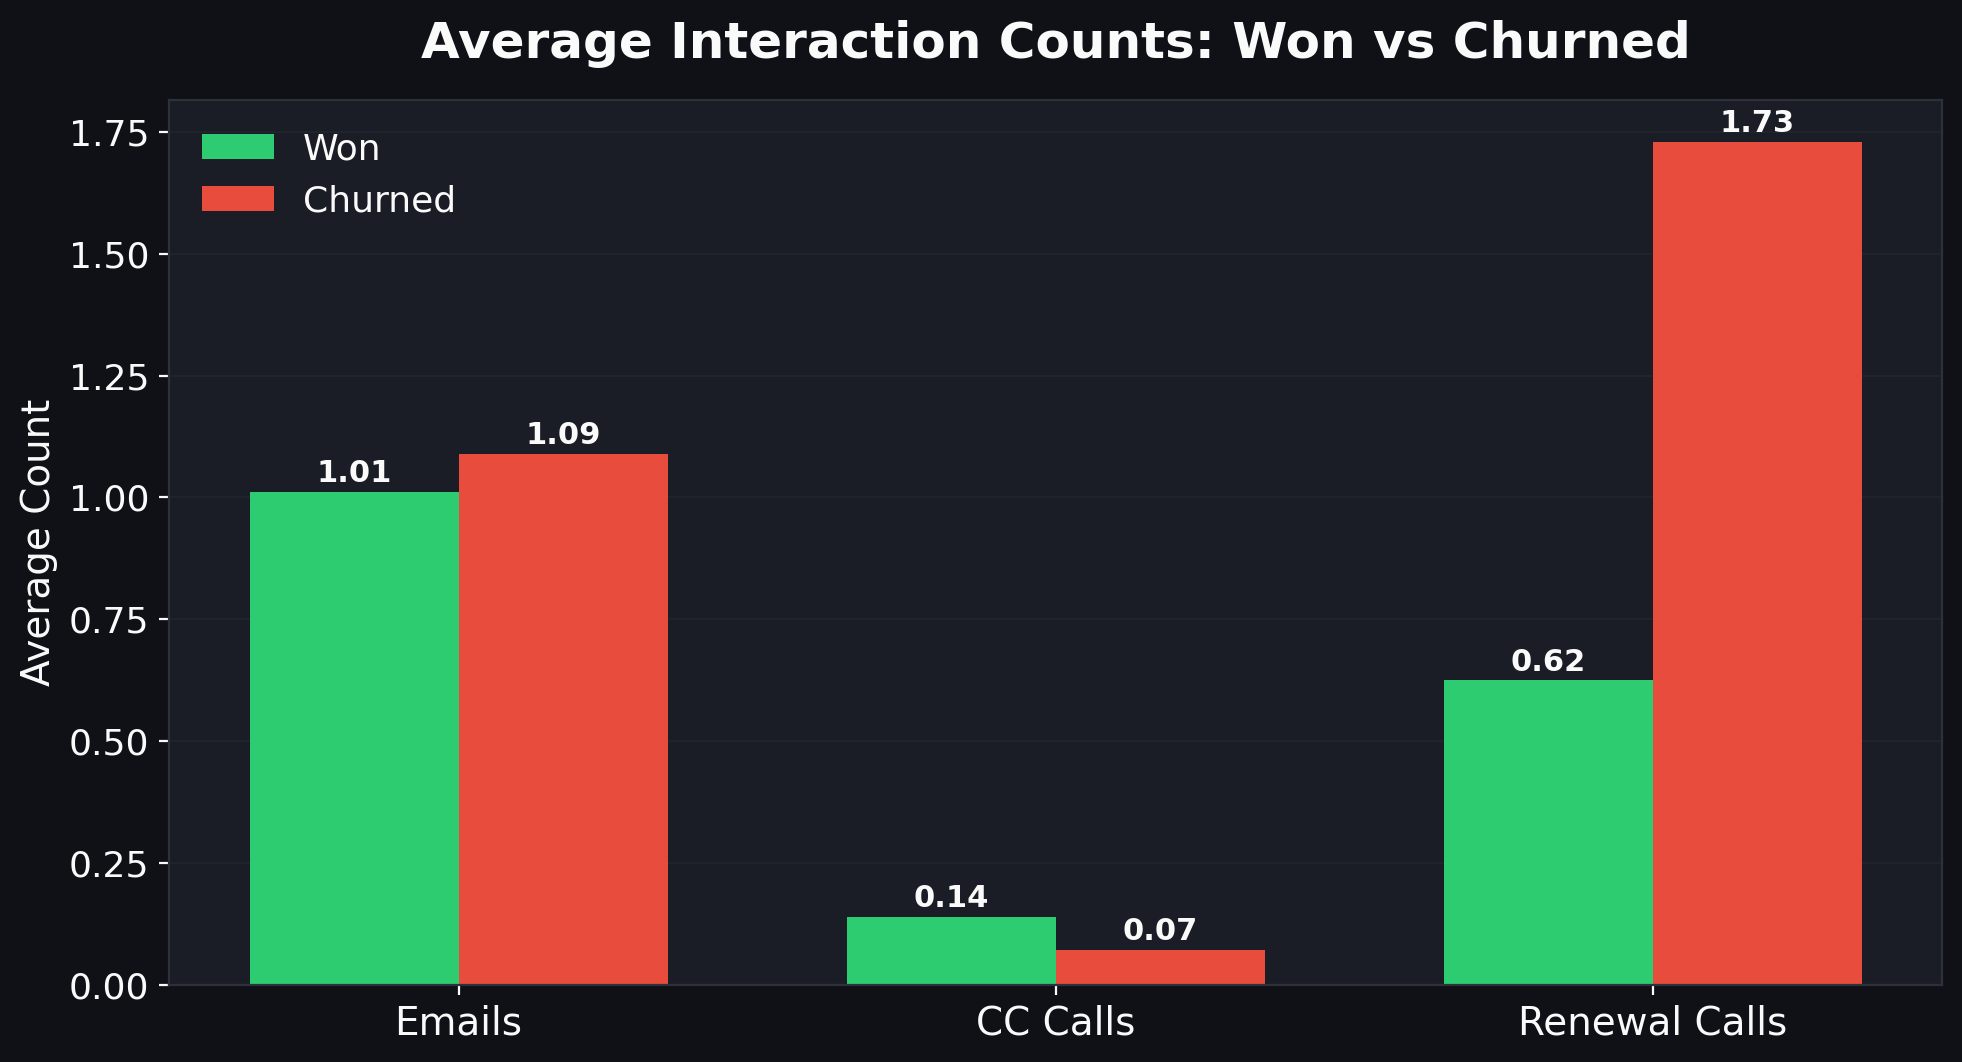 Average Interaction Counts: Won vs Churned
Won
Churned
Average Count
1.75
1.50
1.25
1.00
0.75
0.50
0.25
0.00
1.01
1.09
0.14
0.07
0.62
1.73
Emails
CC Calls
Renewal Calls